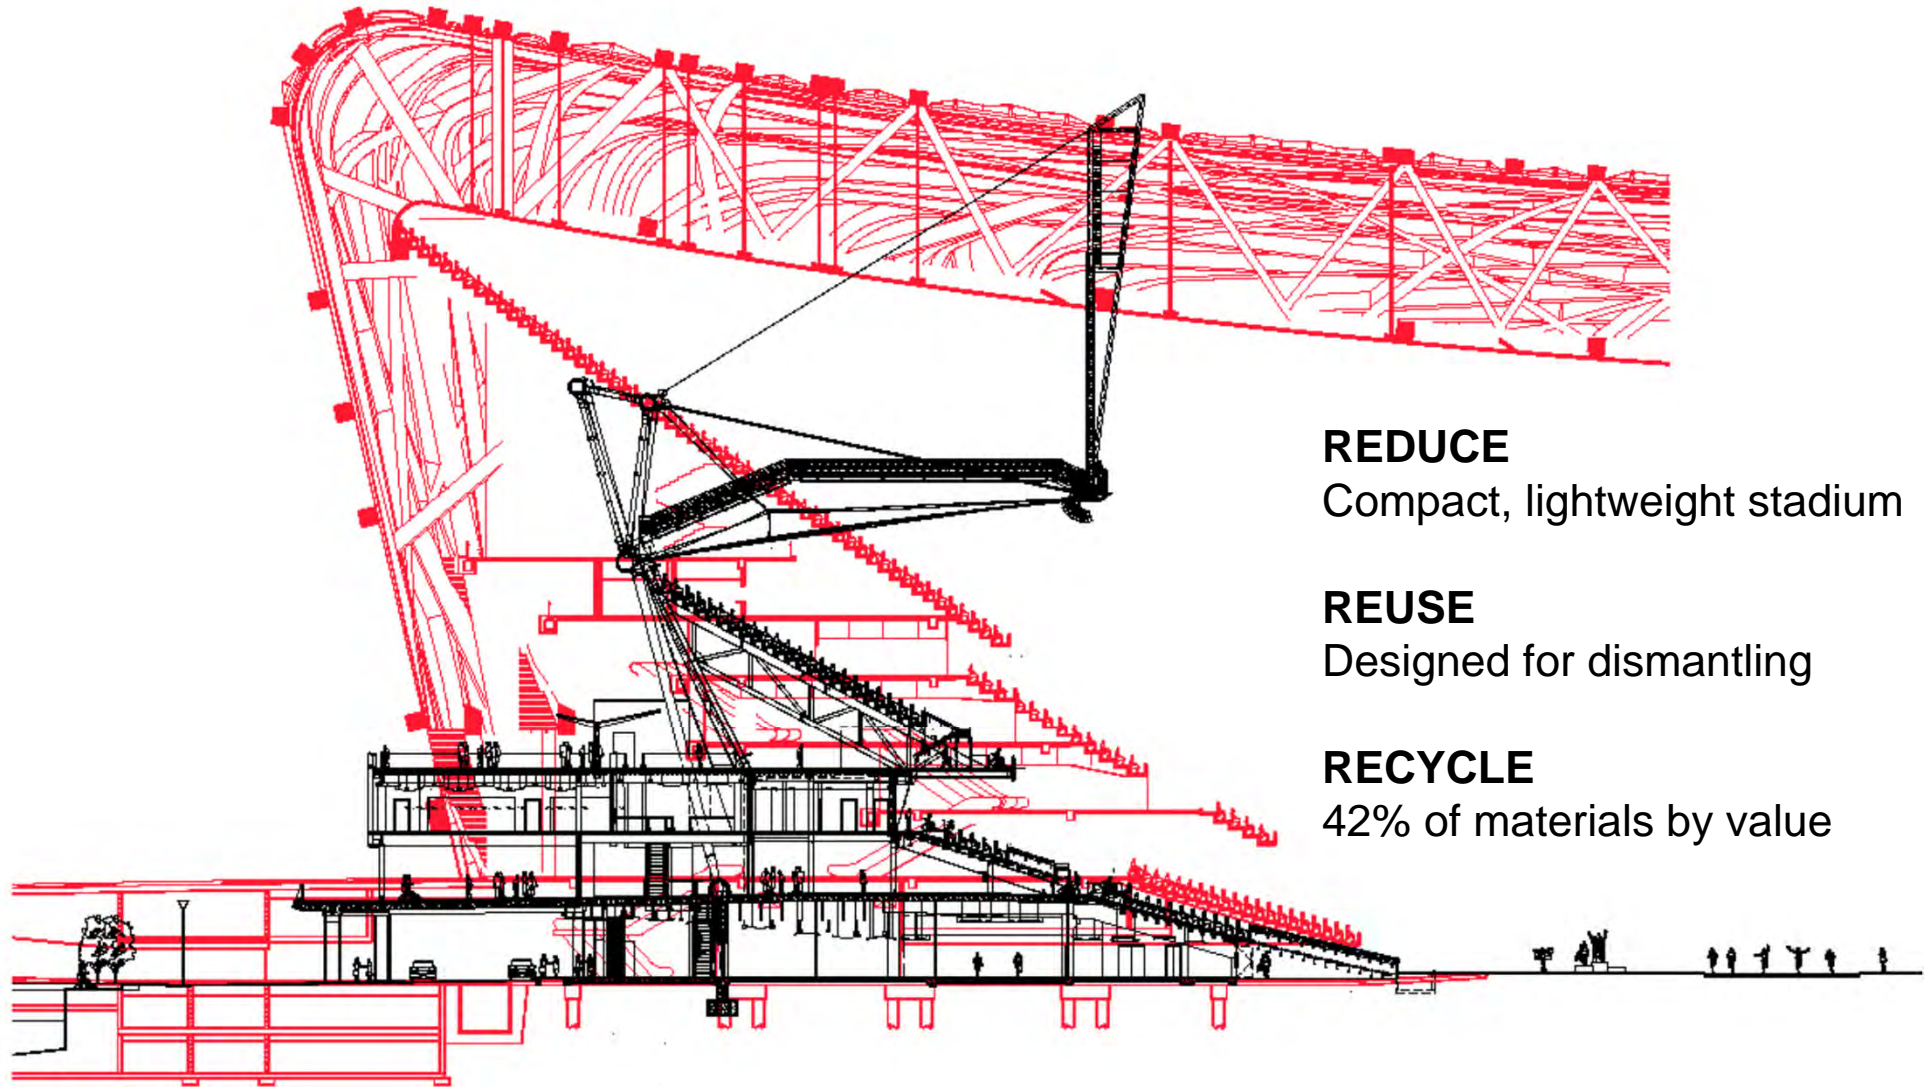 REDUCE
Compact, lightweight stadium
REUSE
Designed for dismantling
RECYCLE
42% of materials by value